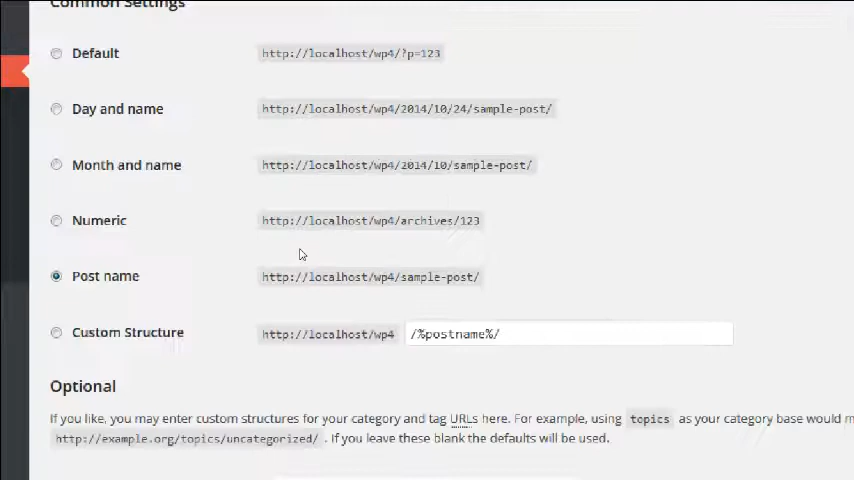 Common Settings
Default http://localhost/wp4/?p=123
Day and name http://localhost/wp4/2014/10/24/sample-post/
Month and name http://localhost/wp4/2014/10/sample-post/
Numeric http://localhost/wp4/archives/123
Post name http://localhost/wp4/sample-post/
Custom Structure http://localhost/wp4 /%postname%/
Optional
If you like, you may enter custom structures for your category and tag URLs here. For example, using topics as your category base would m
http://example.org/topics/uncategorized/ . If you leave these blank the defaults will be used.